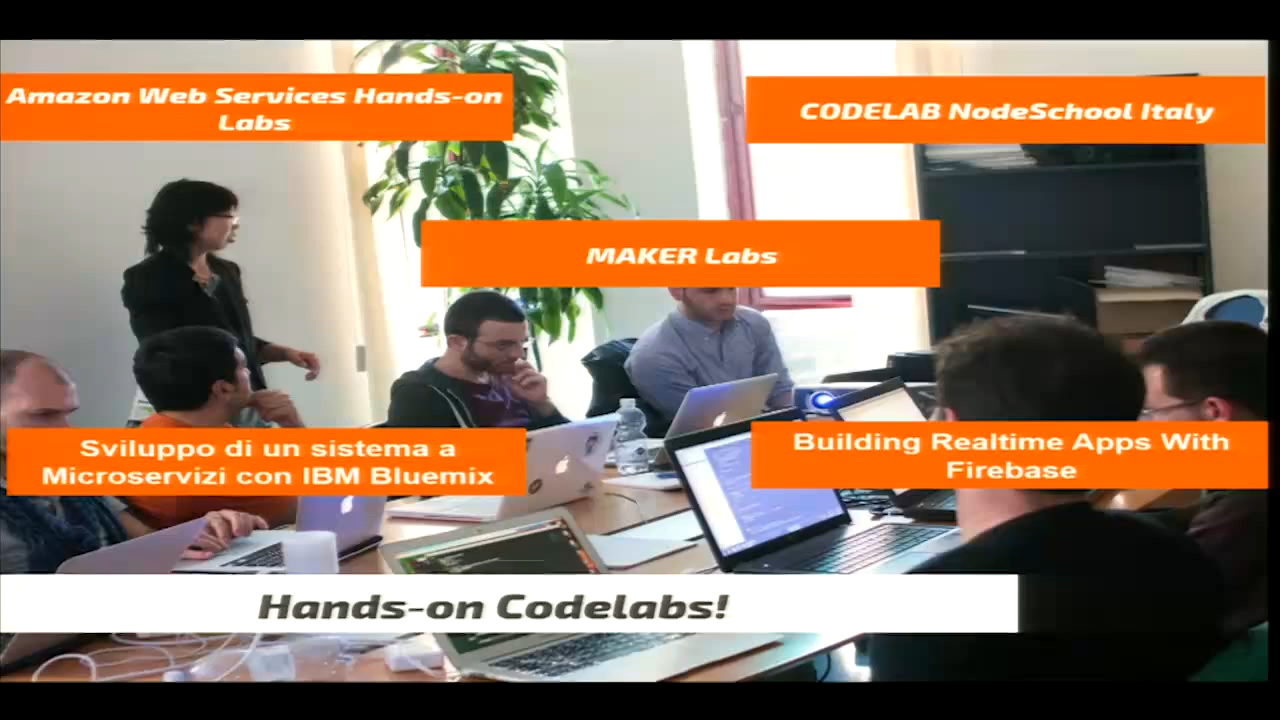 Amazon Web Services Hands-on
Labs
CODELAB NodeSchool Italy
MAKER Labs
Sviluppo di un sistema a
Microservizi con IBM Bluemix
Building Realtime Apps With
Firebase
Hands-on Codelabs!